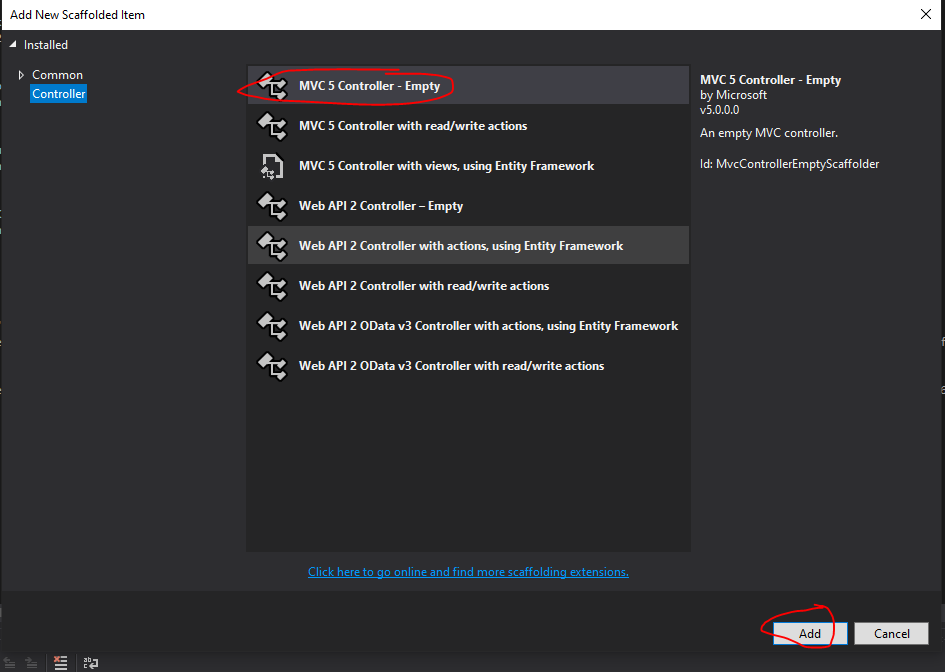 Add New Scaffolded Item
Installed
Common
Controller
MVC 5 Controller - Empty
MVC 5 Controller with read/write actions
MVC 5 Controller with views, using Entity Framework
Web API 2 Controller – Empty
Web API 2 Controller with actions, using Entity Framework
Web API 2 Controller with read/write actions
Web API 2 OData v3 Controller with actions, using Entity Framework
Web API 2 OData v3 Controller with read/write actions
MVC 5 Controller - Empty
by Microsoft
v5.0.0.0
An empty MVC controller.
Id: MvcControllerEmptyScaffolder
Click here to go online and find more scaffolding extensions.
Add
Cancel